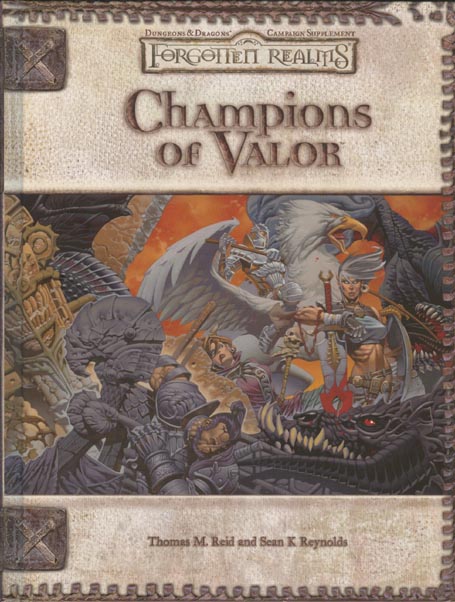 DUNGEONS & DRAGONS® CAMPAIGN SUPPLEMENT
FORGOTTEN REALMS®
Champions
of Valor
Thomas M. Reid and Sean K Reynolds